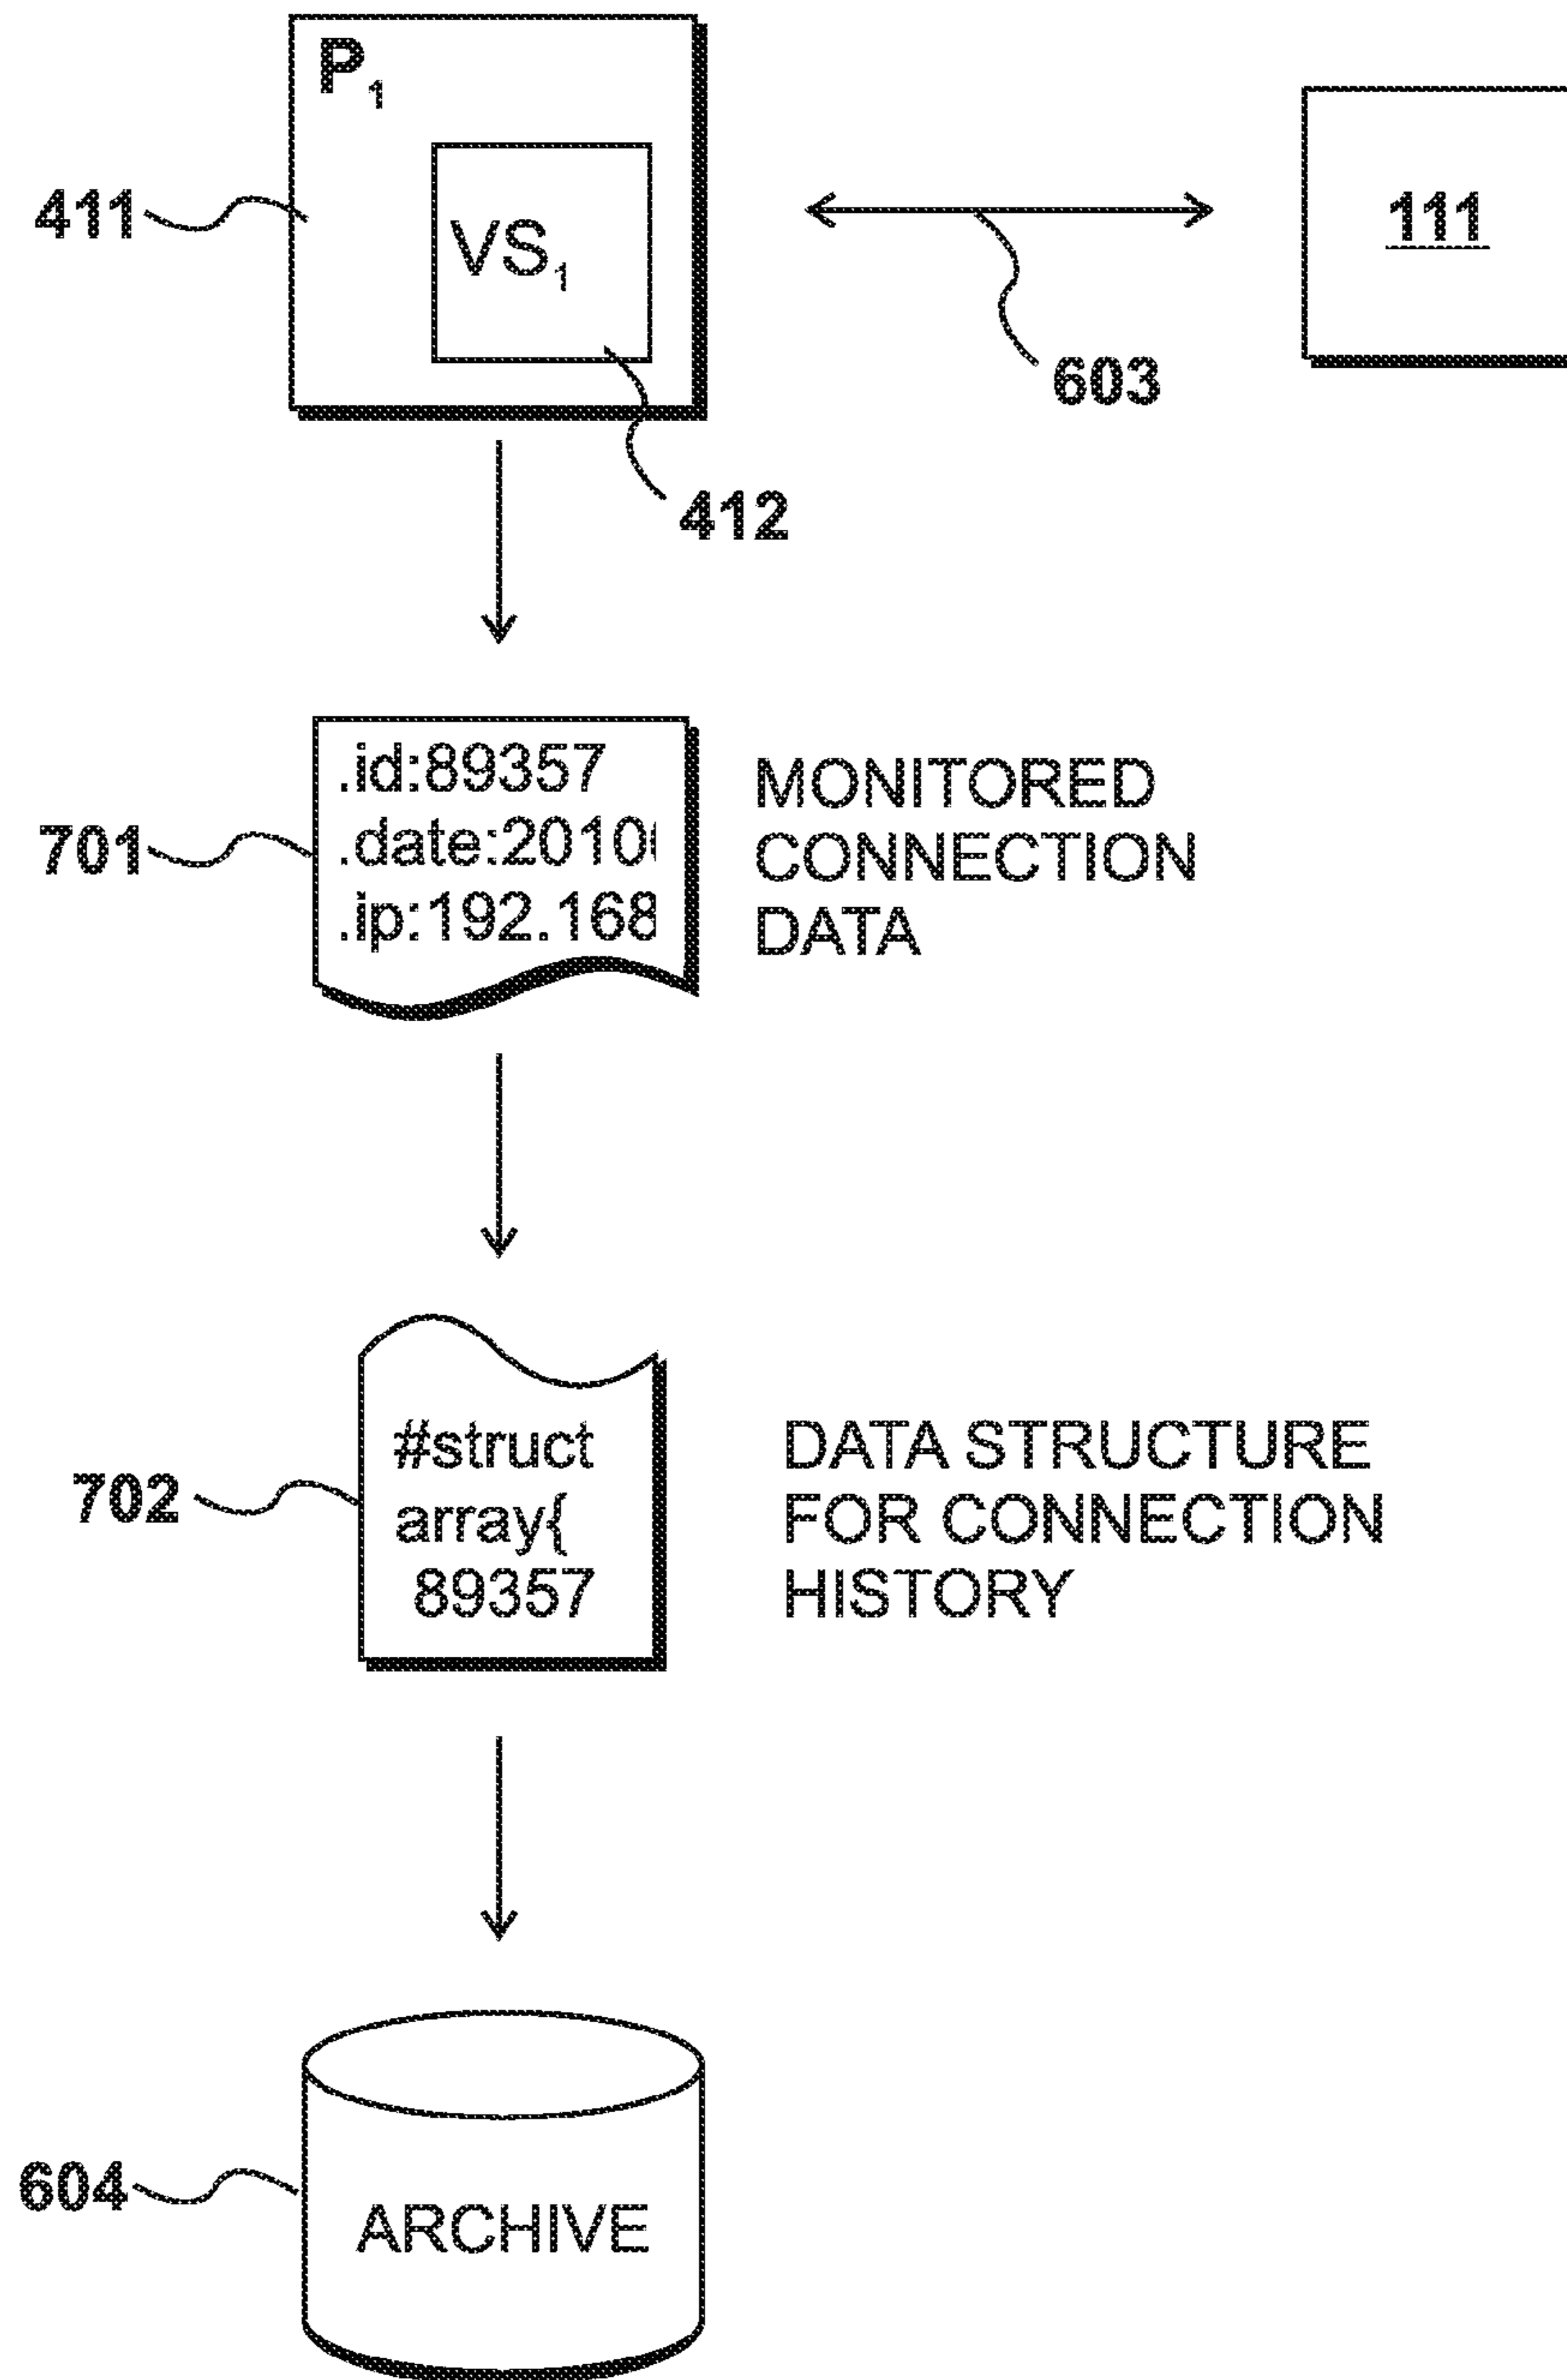 P1
411
VS1
111
603
412
.id:89357
.date:2010
.ip:192.168
701
MONITORED
CONNECTION
DATA
702
#struct
array{
89357
DATA STRUCTURE
FOR CONNECTION
HISTORY
604
ARCHIVE